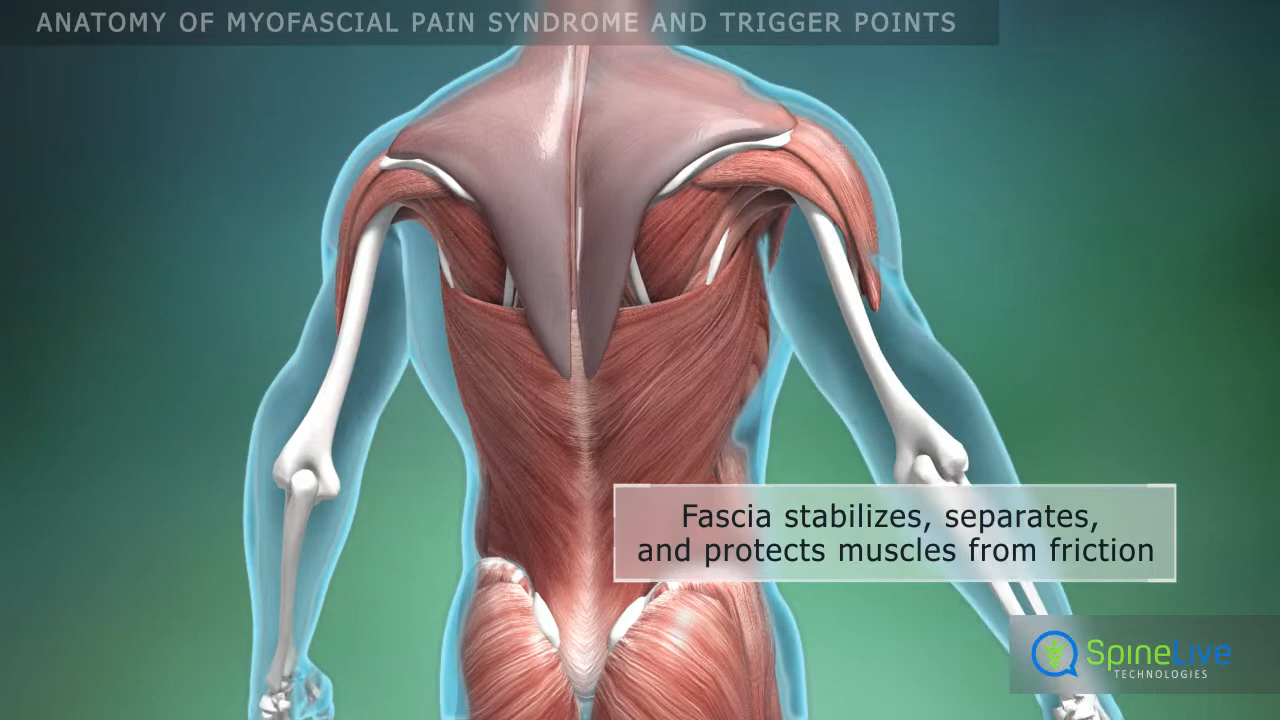 ANATOMY OF MYOFASCIAL PAIN SYNDROME AND TRIGGER POINTS
Fascia stabilizes, separates,
and protects muscles from friction
SpineLive
TECHNOLOGIES